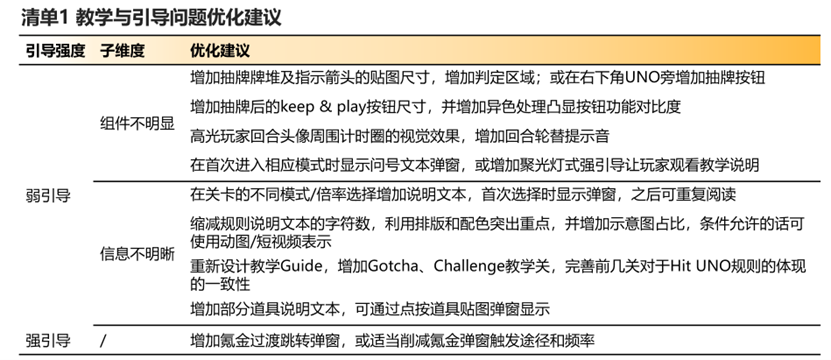 清单1 教学与引导问题优化建议
引导强度 子维度 优化建议
增加抽牌牌堆及指示箭头的贴图尺寸，增加判定区域；或在右下角UNO旁增加抽牌按钮
组件不明显
增加抽牌后的keep & play按钮尺寸，并增加异色处理凸显按钮功能对比度
高光玩家回合头像周围计时圈的视觉效果，增加回合轮替提示音
在首次进入相应模式时显示问号文本弹窗，或增加聚光灯式强引导让玩家观看教学说明
弱引导
在关卡的不同模式/倍率选择增加说明文本，首次选择时显示弹窗，之后可重复阅读
信息不明晰
缩减规则说明文本的字符数，利用排版和配色突出重点，并增加示意图占比，条件允许的话可
使用动图/短视频表示
重新设计教学Guide，增加Gotcha、Challenge教学关，完善前几关对于Hit UNO规则的体现
的一致性
增加部分道具说明文本，可通过点按道具贴图弹窗显示
强引导 / 增加氪金过渡跳转弹窗，或适当削减氪金弹窗触发途径和频率